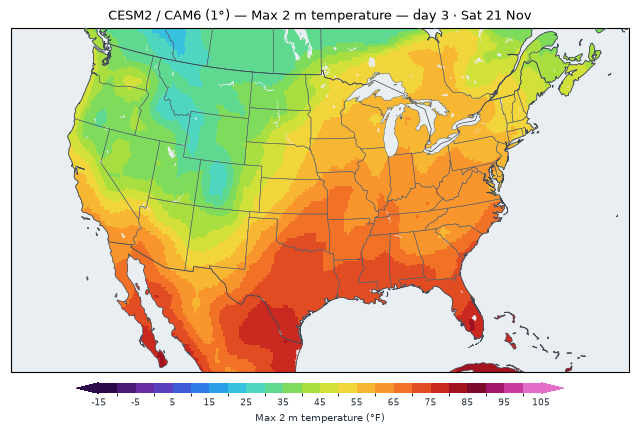 CESM2 / CAM6 (1°) — Max 2 m temperature — day 3 · Sat 21 Nov
-15 -5 5 15 25 35 45 55 65 75 85 95 105
Max 2 m temperature (°F)